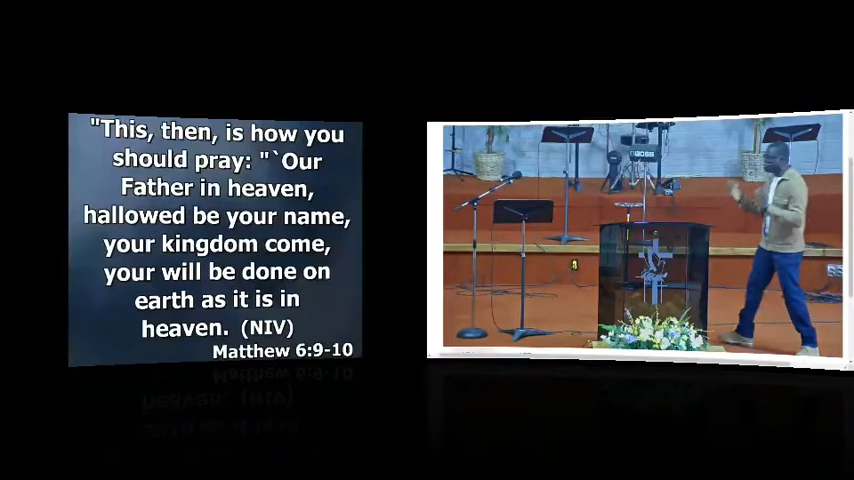 "This, then, is how you
should pray: "`Our
Father in heaven,
hallowed be your name,
your kingdom come,
your will be done on
earth as it is in
heaven. (NIV)
Matthew 6:9-10
BOSS